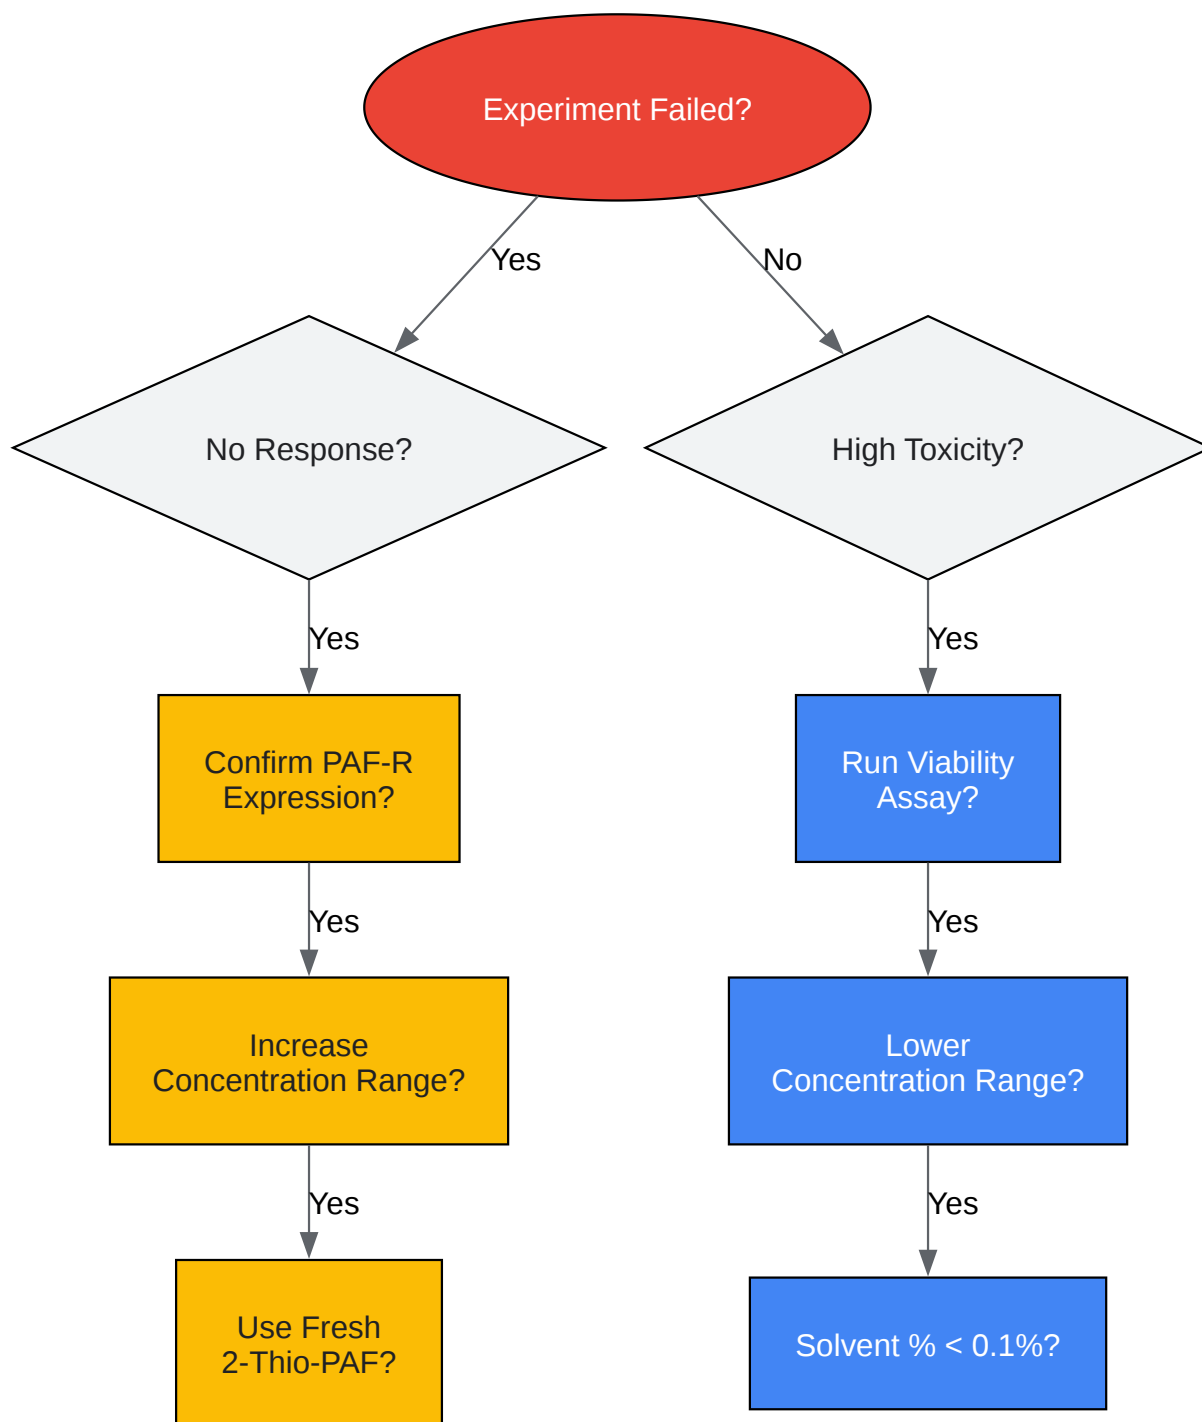 Experiment Failed?
Yes
No
No Response?
High Toxicity?
Yes
Yes
Confirm PAF-R
Expression?
Run Viability
Assay?
Yes
Yes
Increase
Concentration Range?
Lower
Concentration Range?
Yes
Yes
Use Fresh
2-Thio-PAF?
Solvent % < 0.1%?